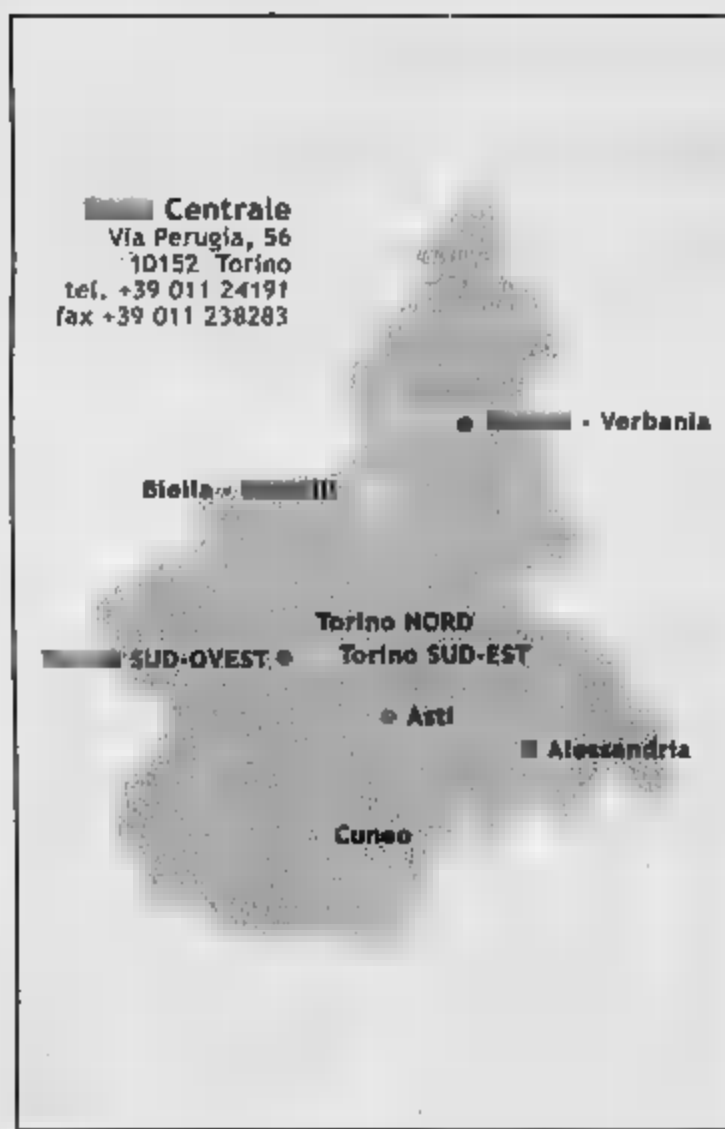 Centrale
Via Perugia, 56
10152 Torino
tel. +39 011 24191
fax +39 011 238283
- Verbania
Biella -
Torino NORD
SUD-OVEST
Torino SUD-EST
Asti
Alessandria
Cuneo